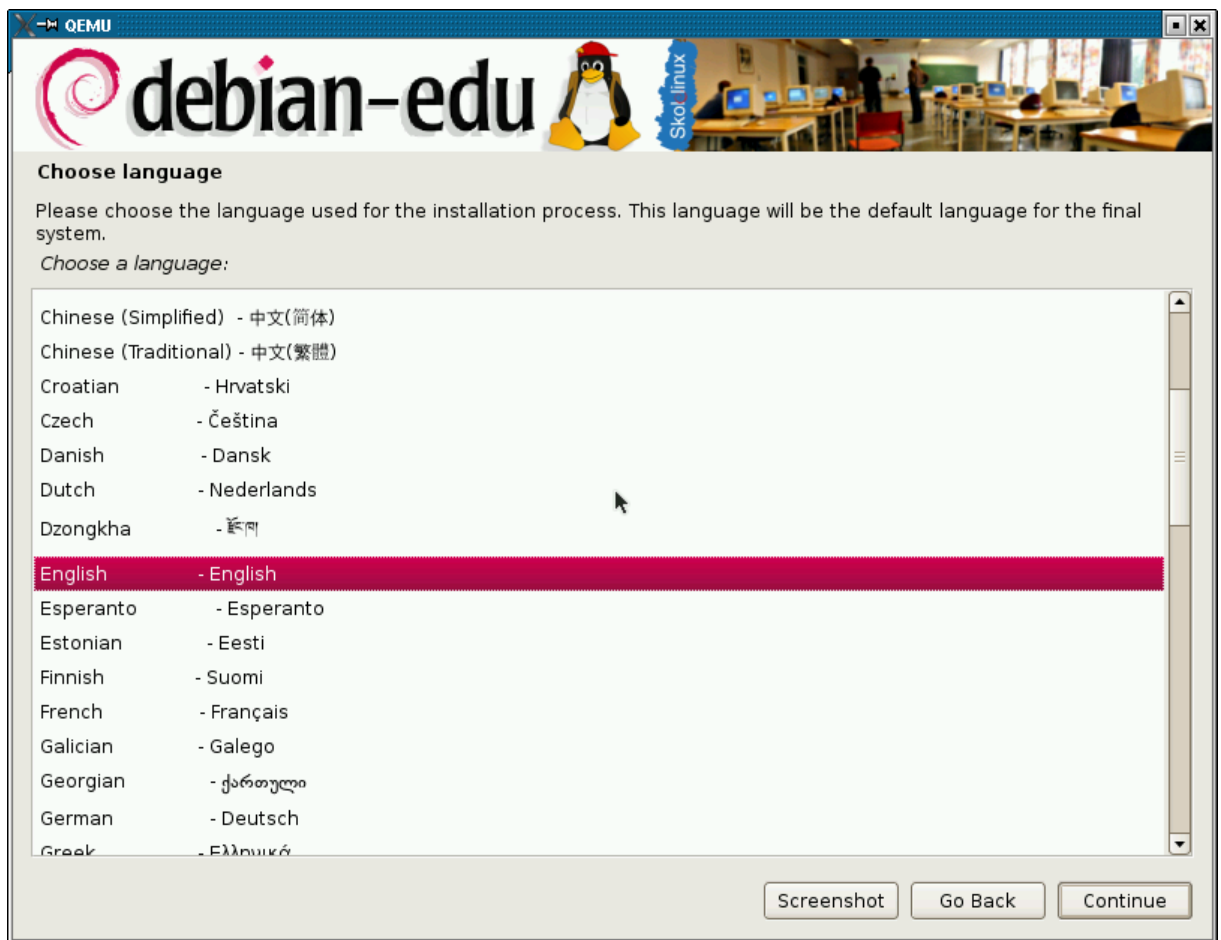 QEMU
debian-edu
Skolelinux
Choose language
Please choose the language used for the installation process. This language will be the default language for the final
system.
Choose a language:
Chinese (Simplified) - 中文(简体)
Chinese (Traditional) - 中文(繁體)
Croatian - Hrvatski
Czech - Čeština
Danish - Dansk
Dutch - Nederlands
Dzongkha - རྫོང་ཁ།
English - English
Esperanto - Esperanto
Estonian - Eesti
Finnish - Suomi
French - Français
Galician - Galego
Georgian - ქართული
German - Deutsch
Greek - Ελληνικά
Screenshot Go Back Continue